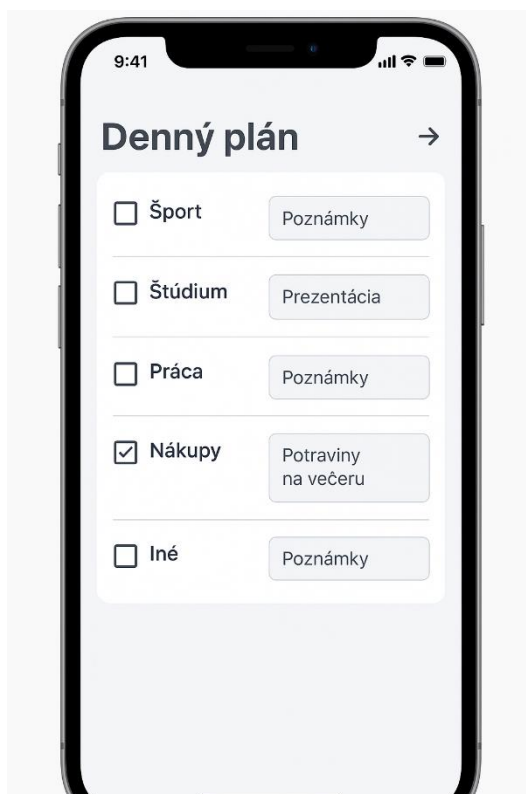 9:41
Denný plán
Šport
Poznámky
Štúdium
Prezentácia
Práca
Poznámky
Nákupy
Potraviny
na večeru
Iné
Poznámky